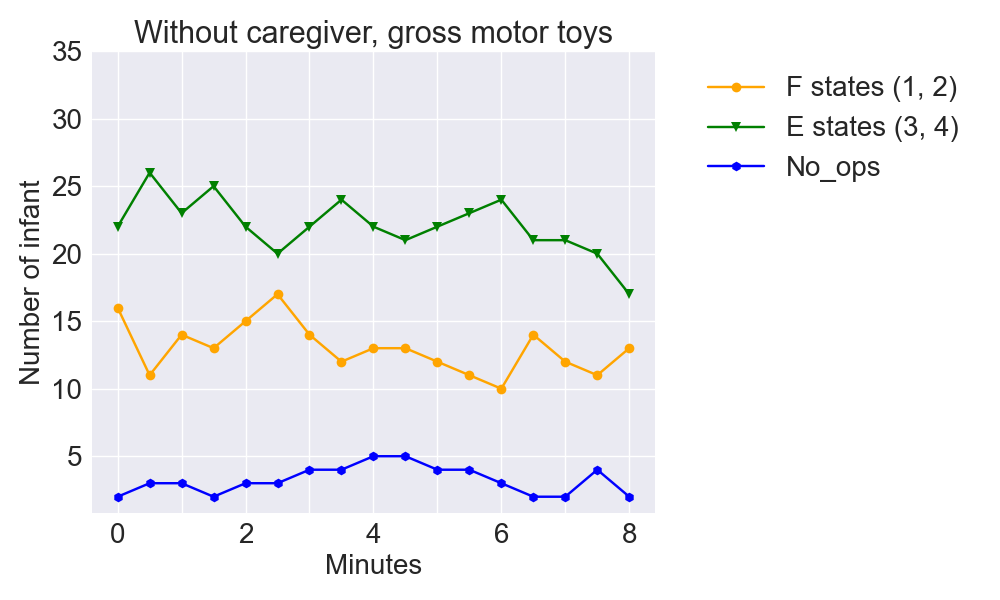 Without caregiver, gross motor toys
35
30
25
20
15
10
5
Number of infant
0 2 4 6 8
Minutes
F states (1, 2)
E states (3, 4)
No_ops